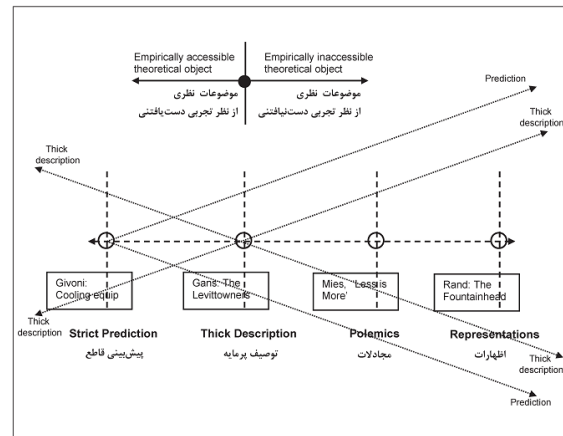 Empirically accessible
theoretical object
موضوعات نظری
از نظر تجربی دست‌یافتنی
Empirically inaccessible
theoretical object
موضوعات نظری
از نظر تجربی دست‌نیافتنی
Prediction
Thick
description
Thick
description
Givoni:
Cooling equip
Gans: The
Levittowners
Mies, 'Less is
More'
Rand: The
Fountainhead
Thick
description
Strict Prediction
پیش‌بینی قاطع
Thick Description
توصیف پرمایه
Polemics
مجادلات
Representations
اظهارات
Thick
description
Prediction